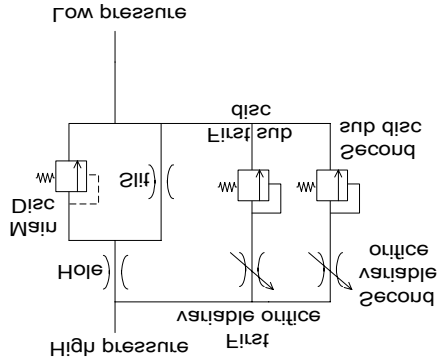 Low pressure
disc
First sub
sub disc
Second
Slit
Disc
Main
Hole
orifice
variable
Second
variable orifice
First
High pressure